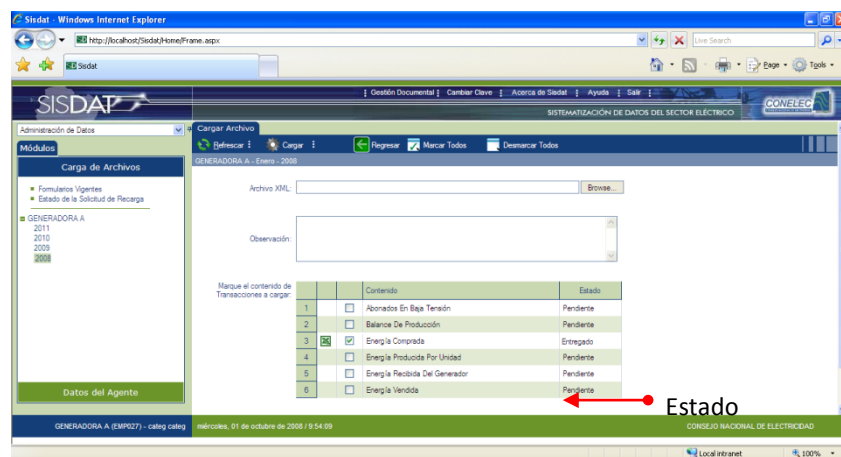 Sisdat - Windows Internet Explorer
http://localhost/Sisdat/Home/Frame.aspx
Live Search
Sisdat
Page
Tools
SISDAT
Gestión Documental Cambiar Clave Acerca de Sisdat Ayuda Salir
SISTEMATIZACIÓN DE DATOS DEL SECTOR ELÉCTRICO
CONELEC
Administración de Datos
Cargar Archivo
Módulos
Refrescar Cargar Regresar Marcar Todos Desmarcar Todos
Carga de Archivos
GENERADORA A - Enero - 2008
Formularios Vigentes
Estado de la Solicitud de Recarga
Archivo XML:
Browse...
GENERADORA A
2011
2010
2009
2008
Observación:
Marque el contenido de
Transacciones a cargar:
Contenido Estado
1 Abonados En Baja Tensión Pendiente
2 Balance De Producción Pendiente
3 Energía Comprada Entregado
4 Energía Producida Por Unidad Pendiente
5 Energía Recibida Del Generador Pendiente
6 Energía Vendida Pendiente
Datos del Agente
Estado
GENERADORA A (EMP027) - categ categ
miércoles, 01 de octubre de 2008 / 9:54:09
CONSEJO NACIONAL DE ELECTRICIDAD
Local intranet
100%